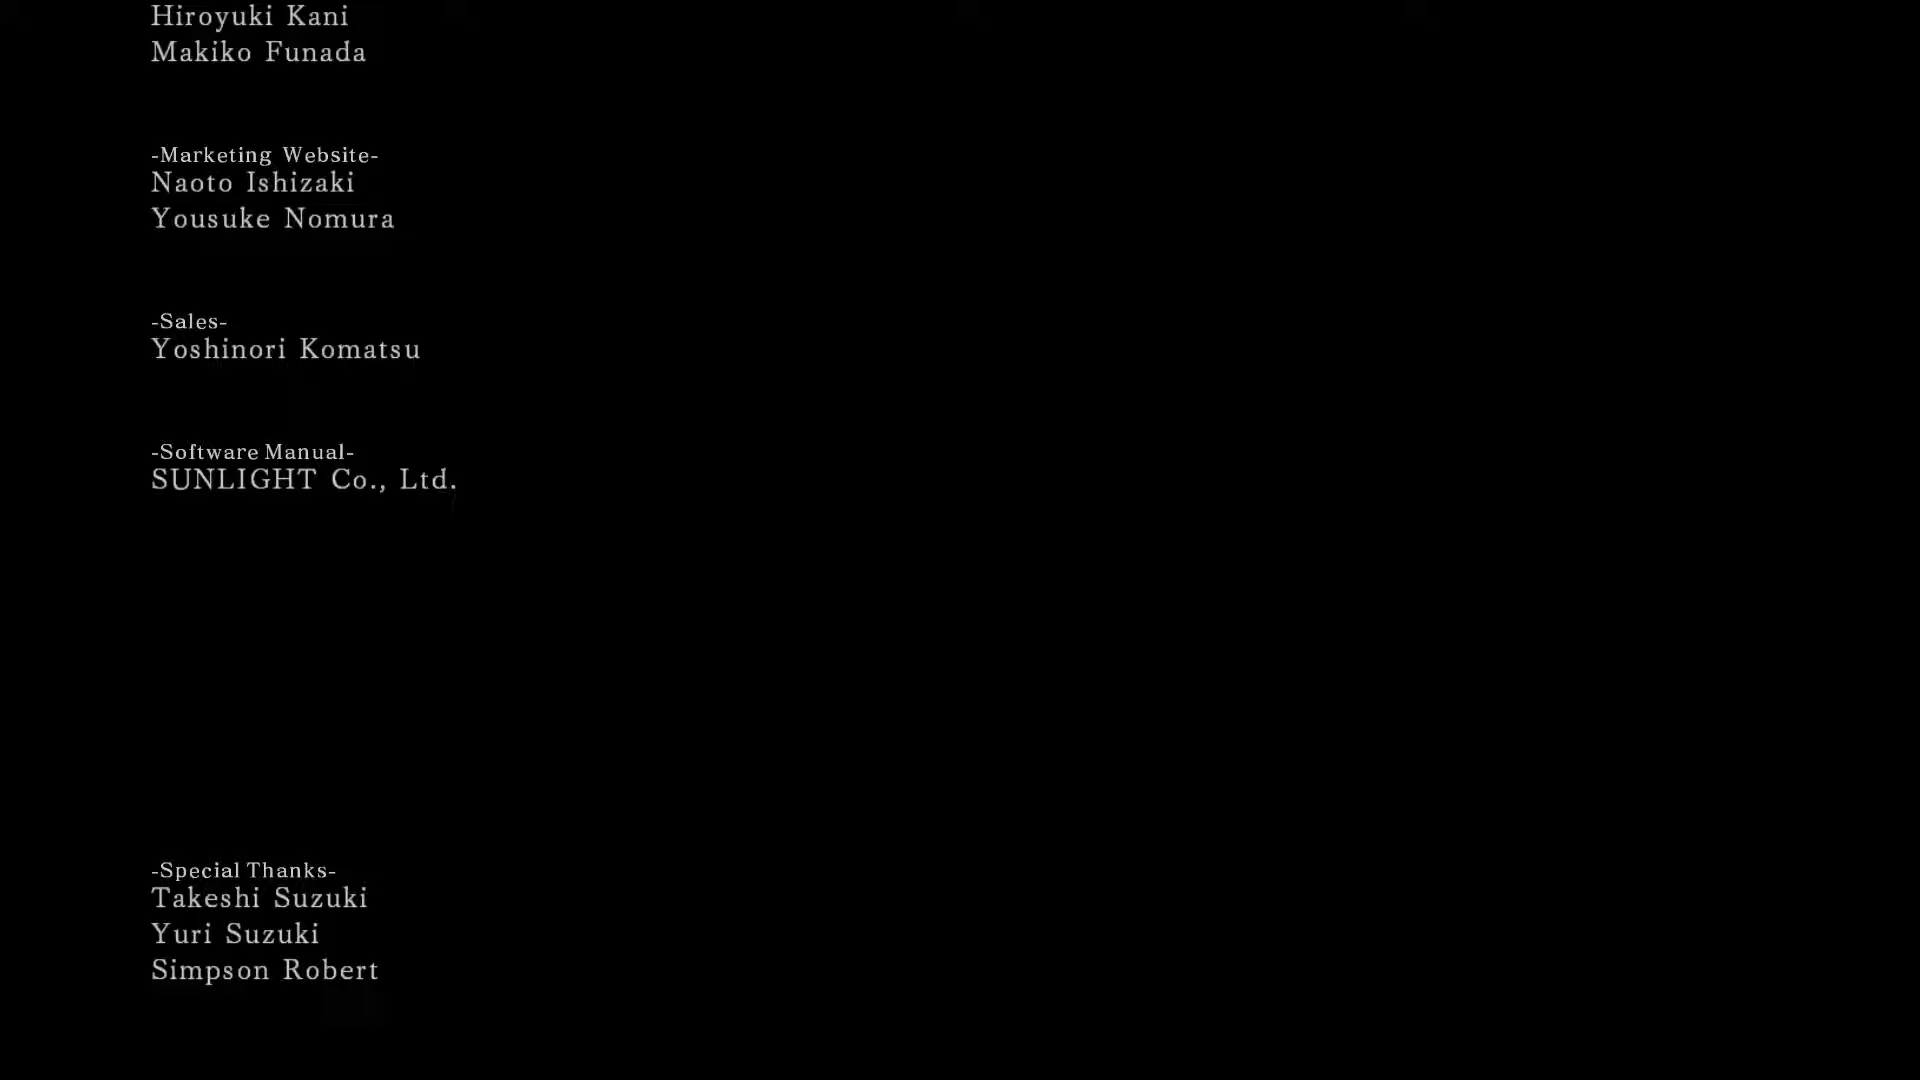 Hiroyuki Kani
Makiko Funada
-Marketing Website-
Naoto Ishizaki
Yousuke Nomura
-Sales-
Yoshinori Komatsu
-Software Manual-
SUNLIGHT Co., Ltd.
-Special Thanks-
Takeshi Suzuki
Yuri Suzuki
Simpson Robert